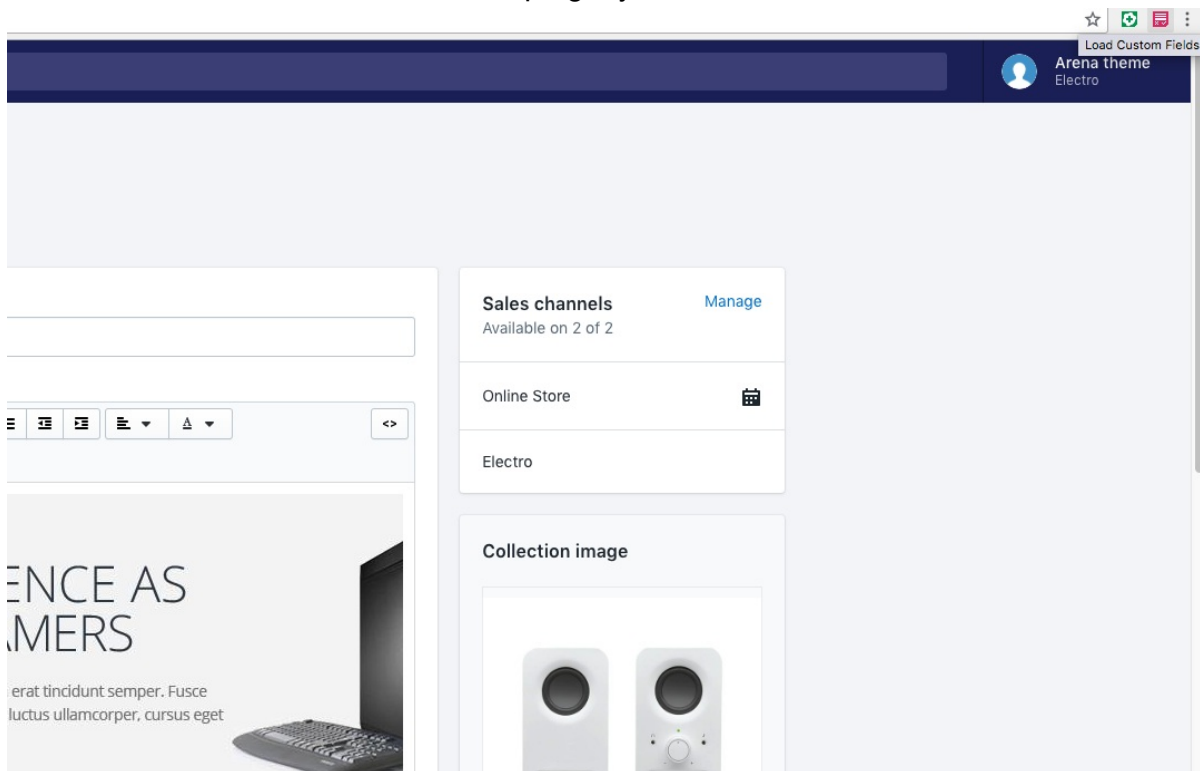 Load Custom Fields
Arena theme
Electro
Sales channels
Manage
Available on 2 of 2
Online Store
Electro
A
<>
Collection image
ENCE AS
MERS
erat tincidunt semper. Fusce
luctus ullamcorper, cursus eget